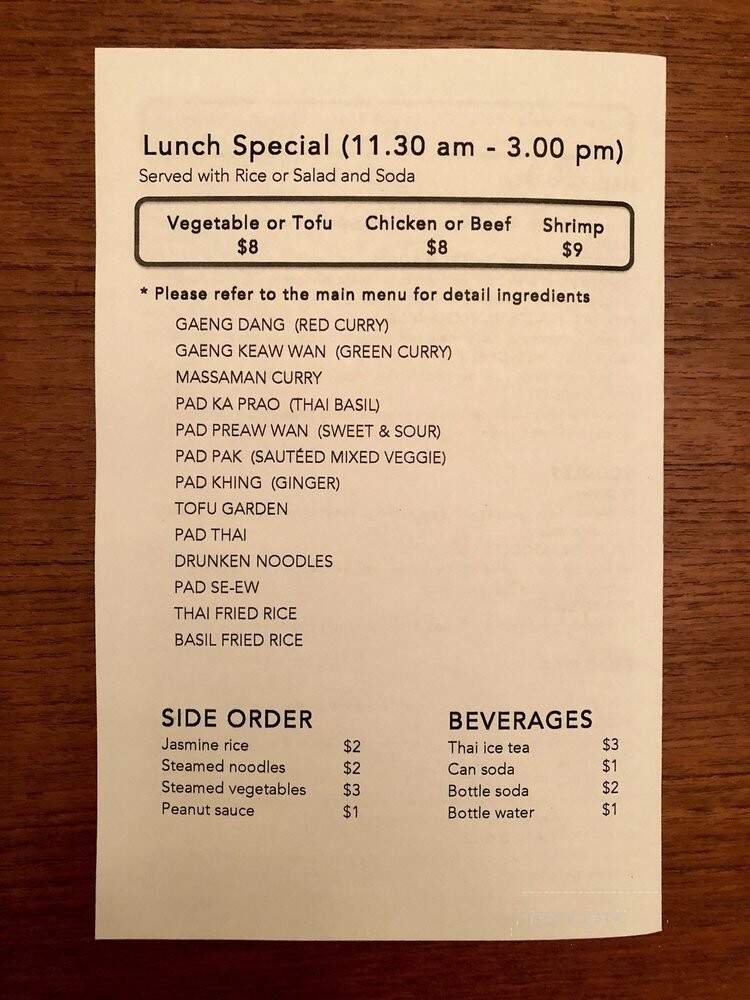 Lunch Special (11.30 am - 3.00 pm)
Served with Rice or Salad and Soda
Vegetable or Tofu Chicken or Beef Shrimp
$8 $8 $9
* Please refer to the main menu for detail ingredients
GAENG DANG (RED CURRY)
GAENG KEAW WAN (GREEN CURRY)
MASSAMAN CURRY
PAD KA PRAO (THAI BASIL)
PAD PREAW WAN (SWEET & SOUR)
PAD PAK (SAUTÉED MIXED VEGGIE)
PAD KHING (GINGER)
TOFU GARDEN
PAD THAI
DRUNKEN NOODLES
PAD SE-EW
THAI FRIED RICE
BASIL FRIED RICE
SIDE ORDER
Jasmine rice $2
Steamed noodles $2
Steamed vegetables $3
Peanut sauce $1
BEVERAGES
Thai ice tea $3
Can soda $1
Bottle soda $2
Bottle water $1